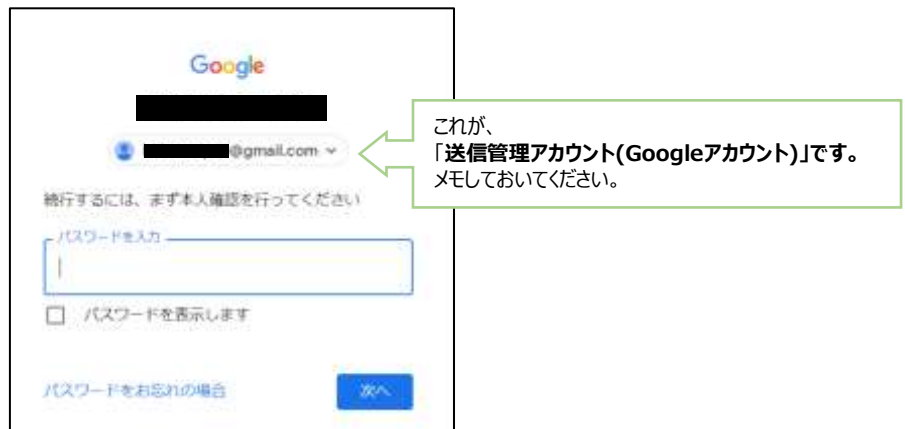 Google
@gmail.com
続行するには、まず本人確認を行ってください
パスワードを入力
パスワードを表示します
パスワードをお忘れの場合
次へ
これが、
「送信管理アカウント(Googleアカウント)」です。
メモしておいてください。